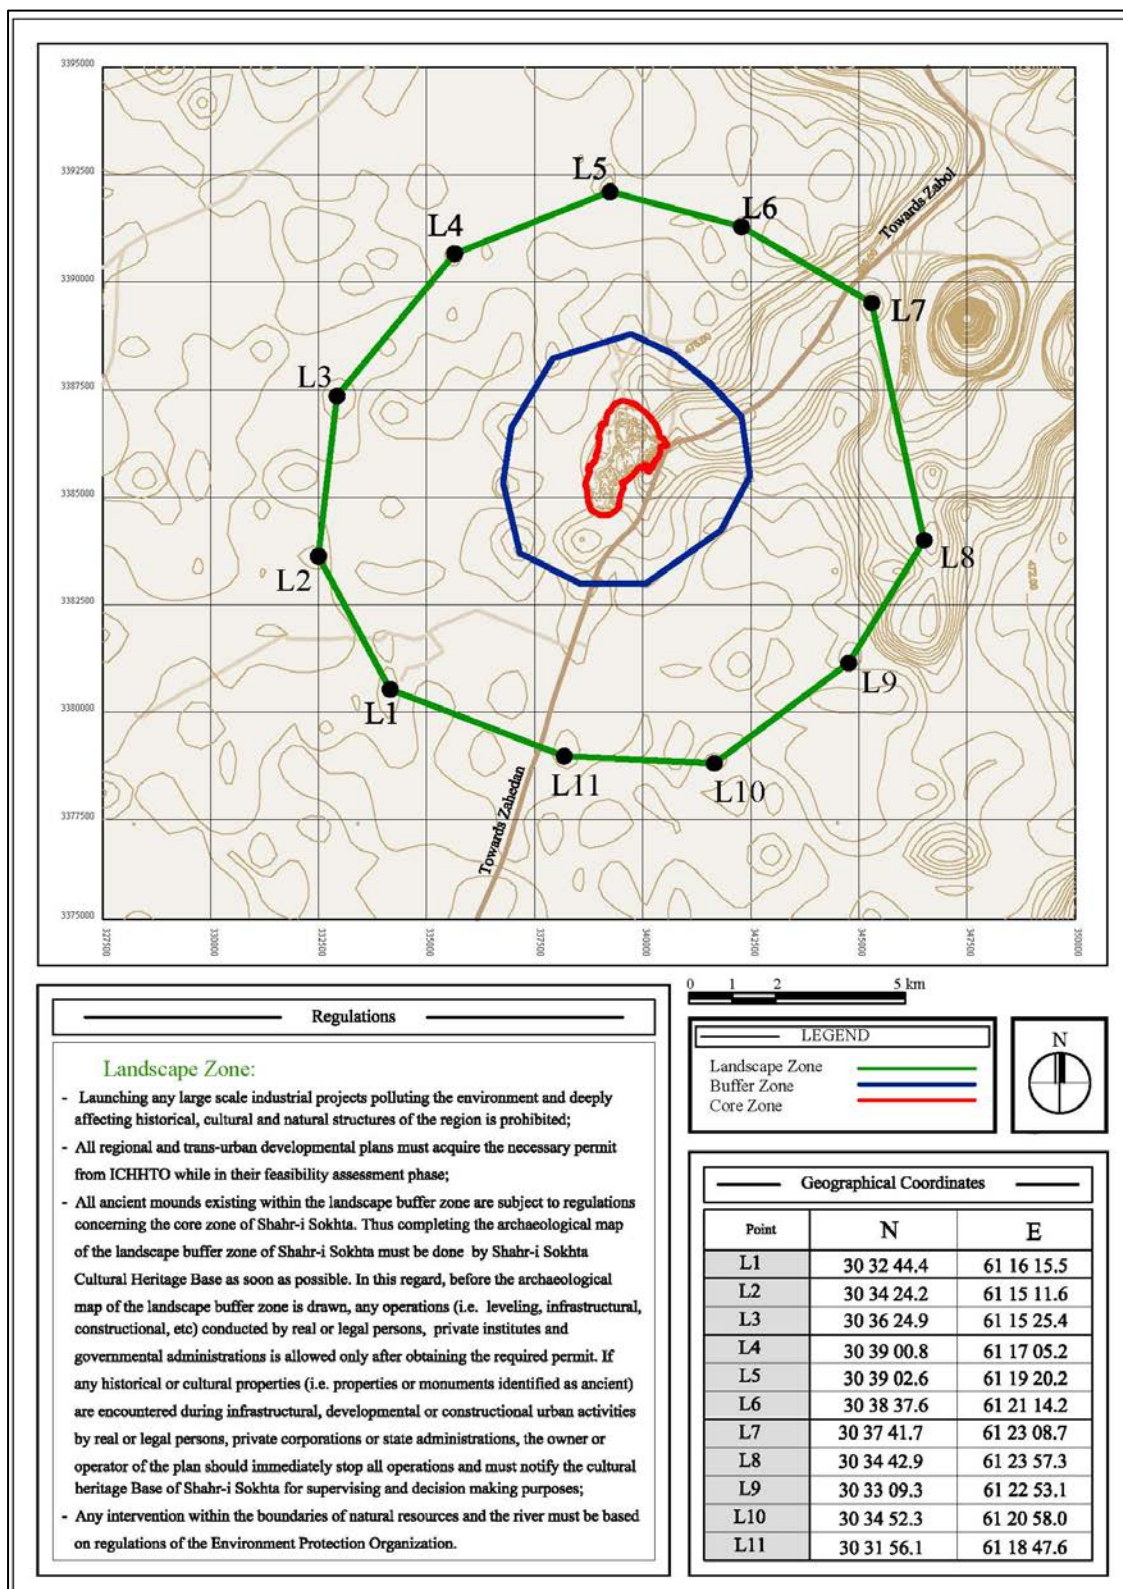 3395000
3392500
3390000
3387500
3385000
3382500
3380000
3377500
3375000
327500
330000
332500
335000
337500
340000
342500
345000
347500
350000
L5
L6
L4
Towards Zabol
L7
L3
475.00
L2
L8
472.00
L1
L9
L11
L10
Towards Zahedan
0 1 2 5 km
Regulations
Landscape Zone:
- Launching any large scale industrial projects polluting the environment and deeply
affecting historical, cultural and natural structures of the region is prohibited;
- All regional and trans-urban developmental plans must acquire the necessary permit
from ICHHTO while in their feasibility assessment phase;
- All ancient mounds existing within the landscape buffer zone are subject to regulations
concerning the core zone of Shahr-i Sokhta. Thus completing the archaeological map
of the landscape buffer zone of Shahr-i Sokhta must be done by Shahr-i Sokhta
Cultural Heritage Base as soon as possible. In this regard, before the archaeological
map of the landscape buffer zone is drawn, any operations (i.e. leveling, infrastructural,
constructional, etc) conducted by real or legal persons, private institutes and
governmental administrations is allowed only after obtaining the required permit. If
any historical or cultural properties (i.e. properties or monuments identified as ancient)
are encountered during infrastructural, developmental or constructional urban activities
by real or legal persons, private corporations or state administrations, the owner or
operator of the plan should immediately stop all operations and must notify the cultural
heritage Base of Shahr-i Sokhta for supervising and decision making purposes;
- Any intervention within the boundaries of natural resources and the river must be based
on regulations of the Environment Protection Organization.
LEGEND
Landscape Zone
Buffer Zone
Core Zone
N
Geographical Coordinates
Point N E
L1 30 32 44.4 61 16 15.5
L2 30 34 24.2 61 15 11.6
L3 30 36 24.9 61 15 25.4
L4 30 39 00.8 61 17 05.2
L5 30 39 02.6 61 19 20.2
L6 30 38 37.6 61 21 14.2
L7 30 37 41.7 61 23 08.7
L8 30 34 42.9 61 23 57.3
L9 30 33 09.3 61 22 53.1
L10 30 34 52.3 61 20 58.0
L11 30 31 56.1 61 18 47.6